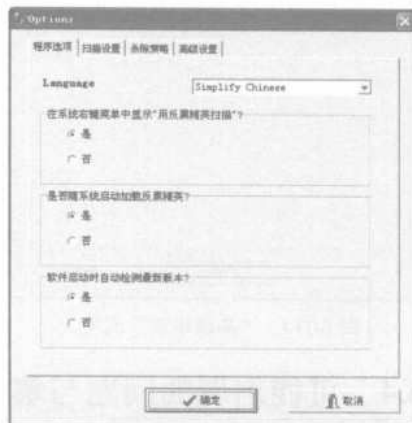 Options
程序选项 扫描设置 杀除策略 高级设置
Language Simplify Chinese
在系统右键菜单中显示"用反黑精英扫描"?
是
否
是否随系统启动加载反黑精英?
是
否
软件启动时自动检测最新版本?
是
否
确定 取消